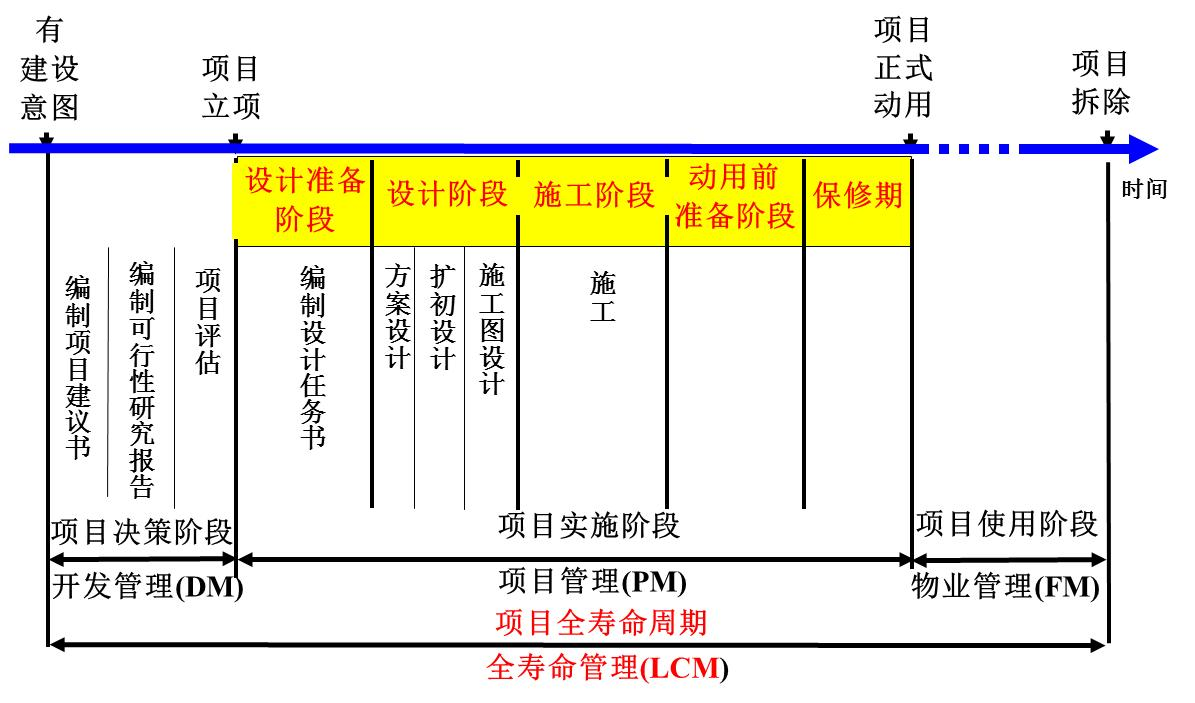 有
建设
意图
项目
立项
项目
正式
动用
项目
拆除
时间
设计准备
阶段
设计阶段
施工阶段
动用前
准备阶段
保修期
编制项目建议书
编制可行性研究报告
项目评估
编制设计任务书
方案设计
扩初设计
施工图设计
施工
项目决策阶段
项目实施阶段
项目使用阶段
开发管理(DM)
项目管理(PM)
物业管理(FM)
项目全寿命周期
全寿命管理(LCM)